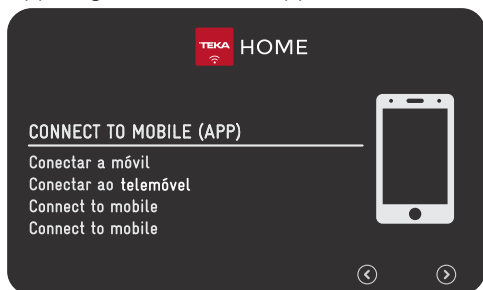 TEKA HOME
CONNECT TO MOBILE (APP)
Conectar a móvil
Conectar ao telemóvel
Connect to mobile
Connect to mobile